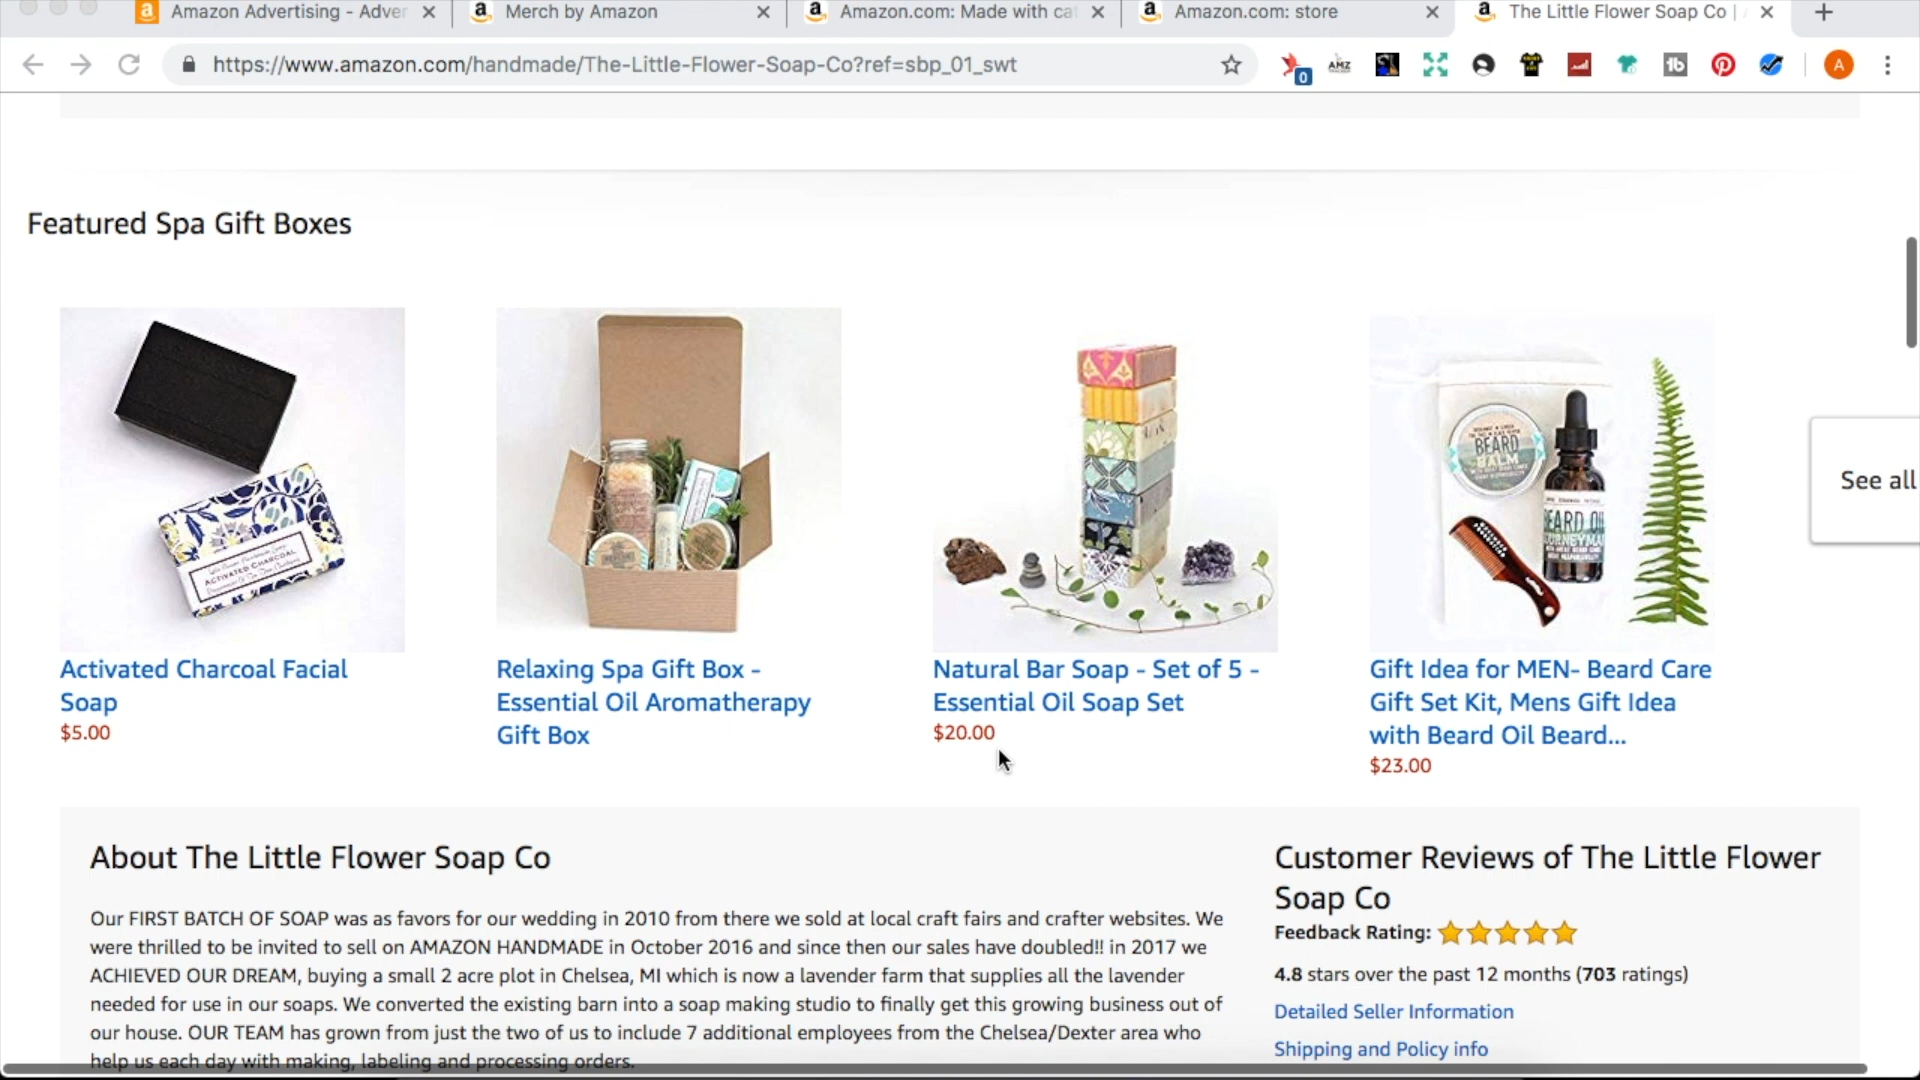 Amazon Advertising - Adver
Merch by Amazon
Amazon.com: Made with cat
Amazon.com: store
The Little Flower Soap Co |
https://www.amazon.com/handmade/The-Little-Flower-Soap-Co?ref=sbp_01_swt
0
AMZ
A
Featured Spa Gift Boxes
ACTIVATED CHARCOAL
BEARD
BALM
BEARD OIL
JOURNEYMAN
See all
Activated Charcoal Facial
Soap
$5.00
Relaxing Spa Gift Box -
Essential Oil Aromatherapy
Gift Box
Natural Bar Soap - Set of 5 -
Essential Oil Soap Set
$20.00
Gift Idea for MEN- Beard Care
Gift Set Kit, Mens Gift Idea
with Beard Oil Beard...
$23.00
About The Little Flower Soap Co
Our FIRST BATCH OF SOAP was as favors for our wedding in 2010 from there we sold at local craft fairs and crafter websites. We
were thrilled to be invited to sell on AMAZON HANDMADE in October 2016 and since then our sales have doubled!! in 2017 we
ACHIEVED OUR DREAM, buying a small 2 acre plot in Chelsea, MI which is now a lavender farm that supplies all the lavender
needed for use in our soaps. We converted the existing barn into a soap making studio to finally get this growing business out of
our house. OUR TEAM has grown from just the two of us to include 7 additional employees from the Chelsea/Dexter area who
help us each day with making, labeling and processing orders.
Customer Reviews of The Little Flower
Soap Co
Feedback Rating:
4.8 stars over the past 12 months (703 ratings)
Detailed Seller Information
Shipping and Policy info